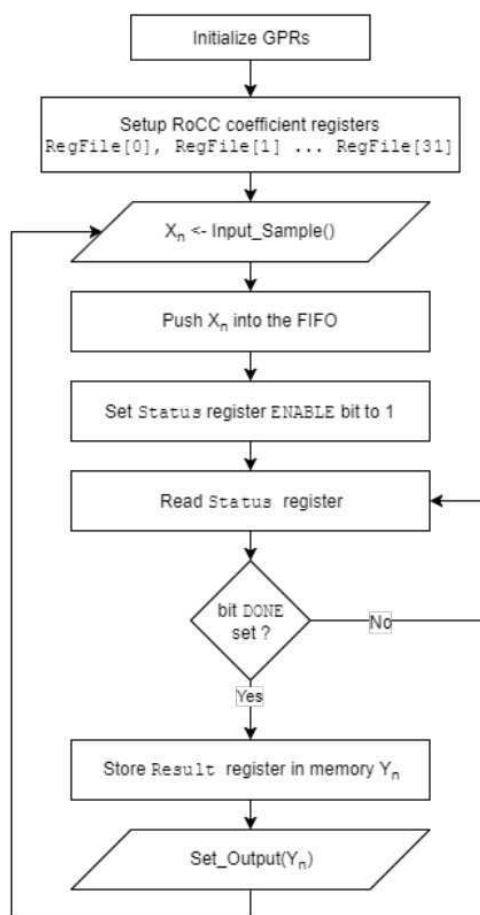 Initialize GPRs
Setup RoCC coefficient registers
RegFile[0], RegFile[1] ... RegFile[31]
Xn <- Input_Sample()
Push Xn into the FIFO
Set Status register ENABLE bit to 1
Read Status register
bit DONE
set ?
No
Yes
Store Result register in memory Yn
Set_Output(Yn)